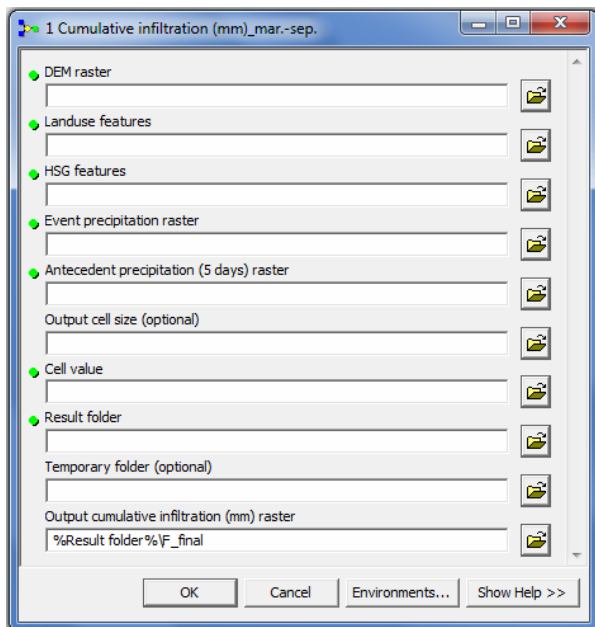 1 Cumulative infiltration (mm)_mar.-sep.
DEM raster
Landuse features
HSG features
Event precipitation raster
Antecedent precipitation (5 days) raster
Output cell size (optional)
Cell value
Result folder
Temporary folder (optional)
Output cumulative infiltration (mm) raster
%Result folder%\F_final
OK Cancel Environments... Show Help >>